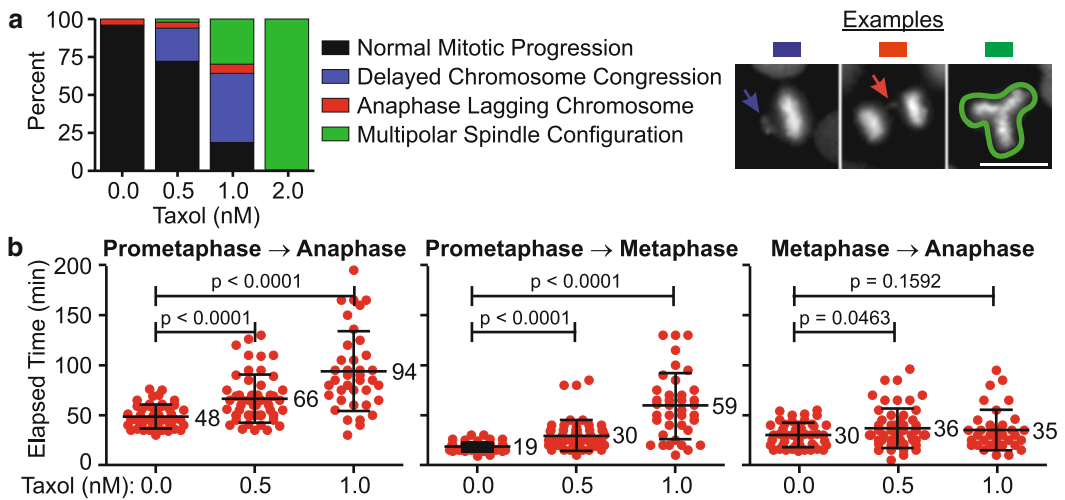 a
100
75
50
25
0
Percent
0.0 0.5 1.0 2.0
Taxol (nM)
Normal Mitotic Progression
Delayed Chromosome Congression
Anaphase Lagging Chromosome
Multipolar Spindle Configuration
Examples
b
Prometaphase → Anaphase
Prometaphase → Metaphase
Metaphase → Anaphase
Elapsed Time (min)
200
150
100
50
0
p < 0.0001
p < 0.0001
48
66
94
p < 0.0001
p < 0.0001
19
30
59
p = 0.1592
p = 0.0463
30
36
35
Taxol (nM): 0.0 0.5 1.0
0.0 0.5 1.0
0.0 0.5 1.0